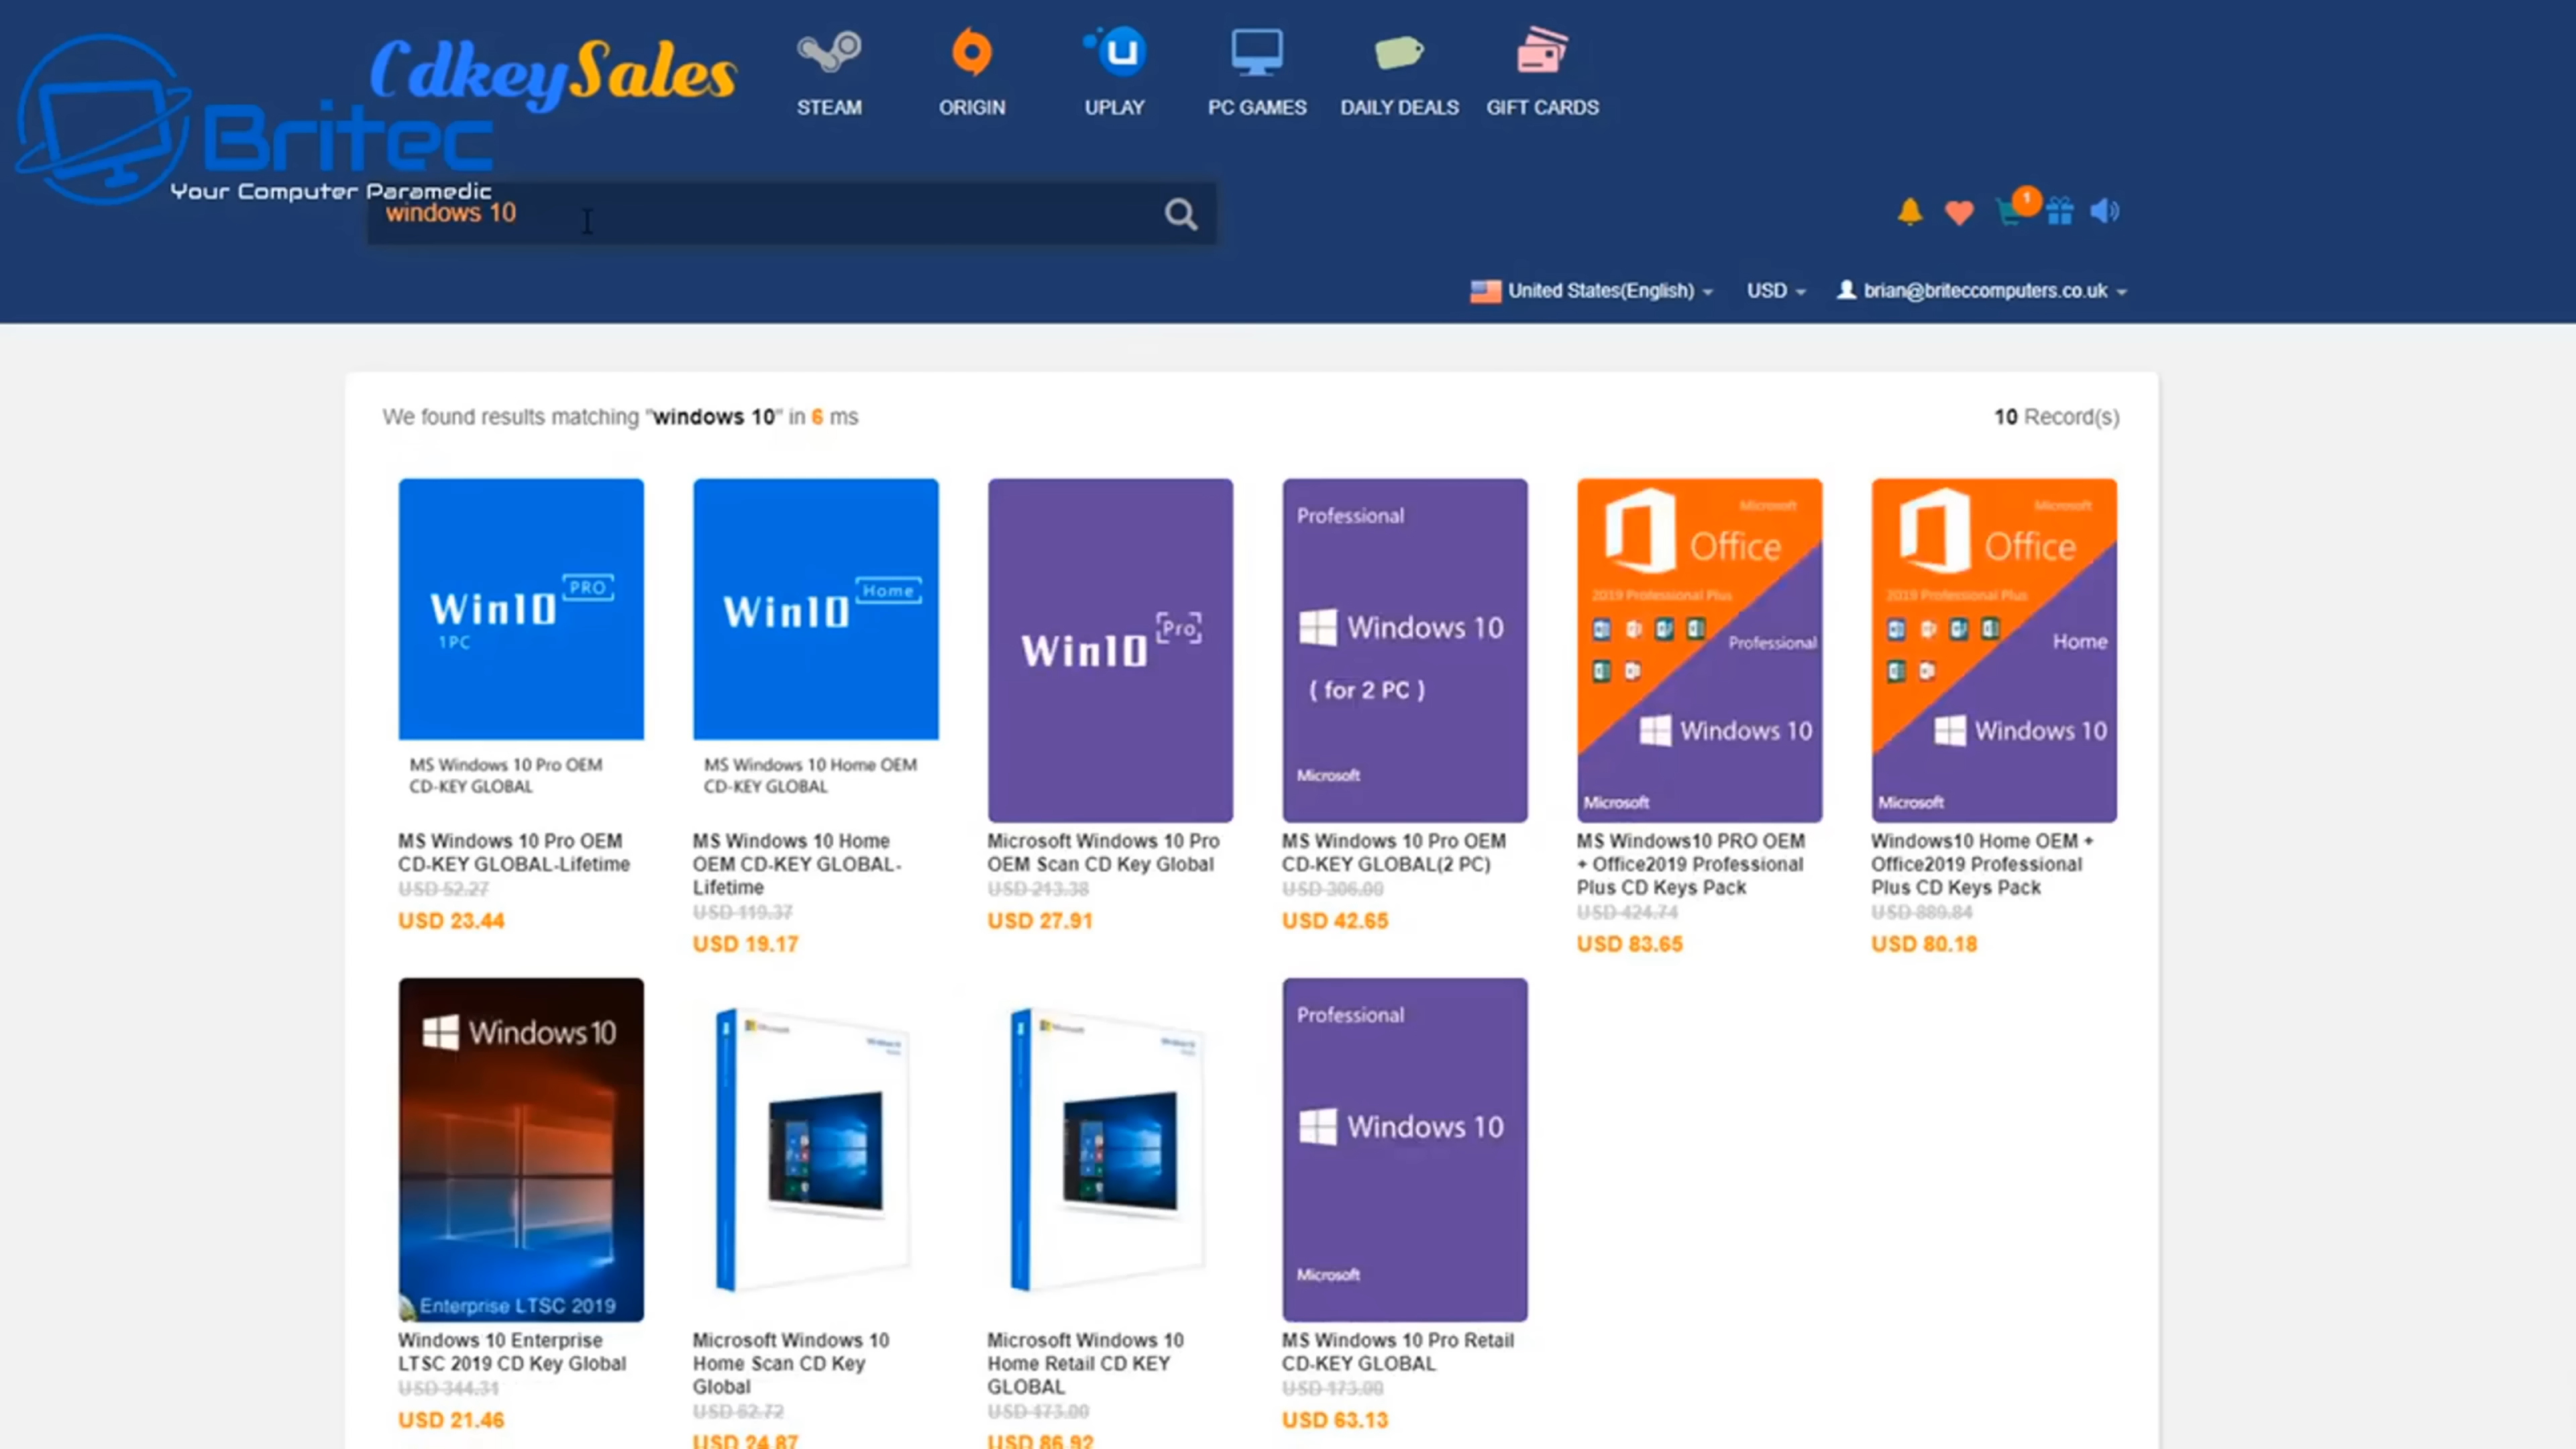 CdkeySales
STEAM
ORIGIN
UPLAY
PC GAMES
DAILY DEALS
GIFT CARDS
Britec
Your Computer Paramedic
windows 10
1
United States(English)
USD
brian@briteccomputers.co.uk
We found results matching "windows 10" in 6 ms
10 Record(s)
Win10 PRO
1PC
MS Windows 10 Pro OEM
CD-KEY GLOBAL
Win10 Home
MS Windows 10 Home OEM
CD-KEY GLOBAL
Win10 Pro
Professional
Windows 10
( for 2 PC )
Microsoft
Microsoft
Office
2019 Professional Plus
Professional
Windows 10
Microsoft
Microsoft
Office
2019 Professional Plus
Home
Windows 10
Microsoft
MS Windows 10 Pro OEM
CD-KEY GLOBAL-Lifetime
USD 52.27
USD 23.44
MS Windows 10 Home
OEM CD-KEY GLOBAL-
Lifetime
USD 119.37
USD 19.17
Microsoft Windows 10 Pro
OEM Scan CD Key Global
USD 213.38
USD 27.91
MS Windows 10 Pro OEM
CD-KEY GLOBAL(2 PC)
USD 306.00
USD 42.65
MS Windows10 PRO OEM
+ Office2019 Professional
Plus CD Keys Pack
USD 424.74
USD 83.65
Windows10 Home OEM +
Office2019 Professional
Plus CD Keys Pack
USD 889.84
USD 80.18
Windows 10
Enterprise LTSC 2019
Professional
Windows 10
Microsoft
Windows 10 Enterprise
LTSC 2019 CD Key Global
USD 344.31
USD 21.46
Microsoft Windows 10
Home Scan CD Key
Global
USD 62.72
USD 24.87
Microsoft Windows 10
Home Retail CD KEY
GLOBAL
USD 173.00
USD 86.92
MS Windows 10 Pro Retail
CD-KEY GLOBAL
USD 173.00
USD 63.13